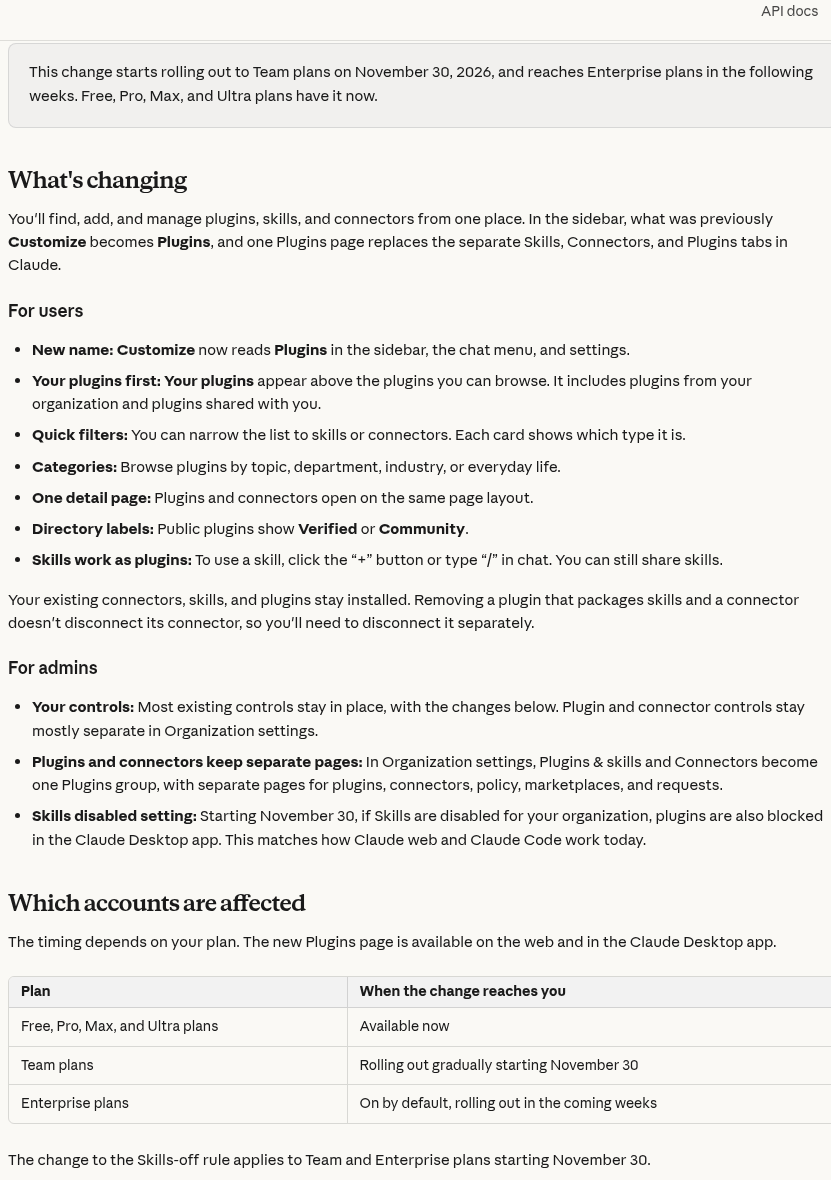 API docs
This change starts rolling out to Team plans on November 30, 2026, and reaches Enterprise plans in the following
weeks. Free, Pro, Max, and Ultra plans have it now.
What's changing
You'll find, add, and manage plugins, skills, and connectors from one place. In the sidebar, what was previously
Customize becomes Plugins, and one Plugins page replaces the separate Skills, Connectors, and Plugins tabs in
Claude.
For users
• New name: Customize now reads Plugins in the sidebar, the chat menu, and settings.
• Your plugins first: Your plugins appear above the plugins you can browse. It includes plugins from your
organization and plugins shared with you.
• Quick filters: You can narrow the list to skills or connectors. Each card shows which type it is.
• Categories: Browse plugins by topic, department, industry, or everyday life.
• One detail page: Plugins and connectors open on the same page layout.
• Directory labels: Public plugins show Verified or Community.
• Skills work as plugins: To use a skill, click the “+” button or type “/” in chat. You can still share skills.
Your existing connectors, skills, and plugins stay installed. Removing a plugin that packages skills and a connector
doesn't disconnect its connector, so you'll need to disconnect it separately.
For admins
• Your controls: Most existing controls stay in place, with the changes below. Plugin and connector controls stay
mostly separate in Organization settings.
• Plugins and connectors keep separate pages: In Organization settings, Plugins & skills and Connectors become
one Plugins group, with separate pages for plugins, connectors, policy, marketplaces, and requests.
• Skills disabled setting: Starting November 30, if Skills are disabled for your organization, plugins are also blocked
in the Claude Desktop app. This matches how Claude web and Claude Code work today.
Which accounts are affected
The timing depends on your plan. The new Plugins page is available on the web and in the Claude Desktop app.
Plan When the change reaches you
Free, Pro, Max, and Ultra plans Available now
Team plans Rolling out gradually starting November 30
Enterprise plans On by default, rolling out in the coming weeks
The change to the Skills-off rule applies to Team and Enterprise plans starting November 30.